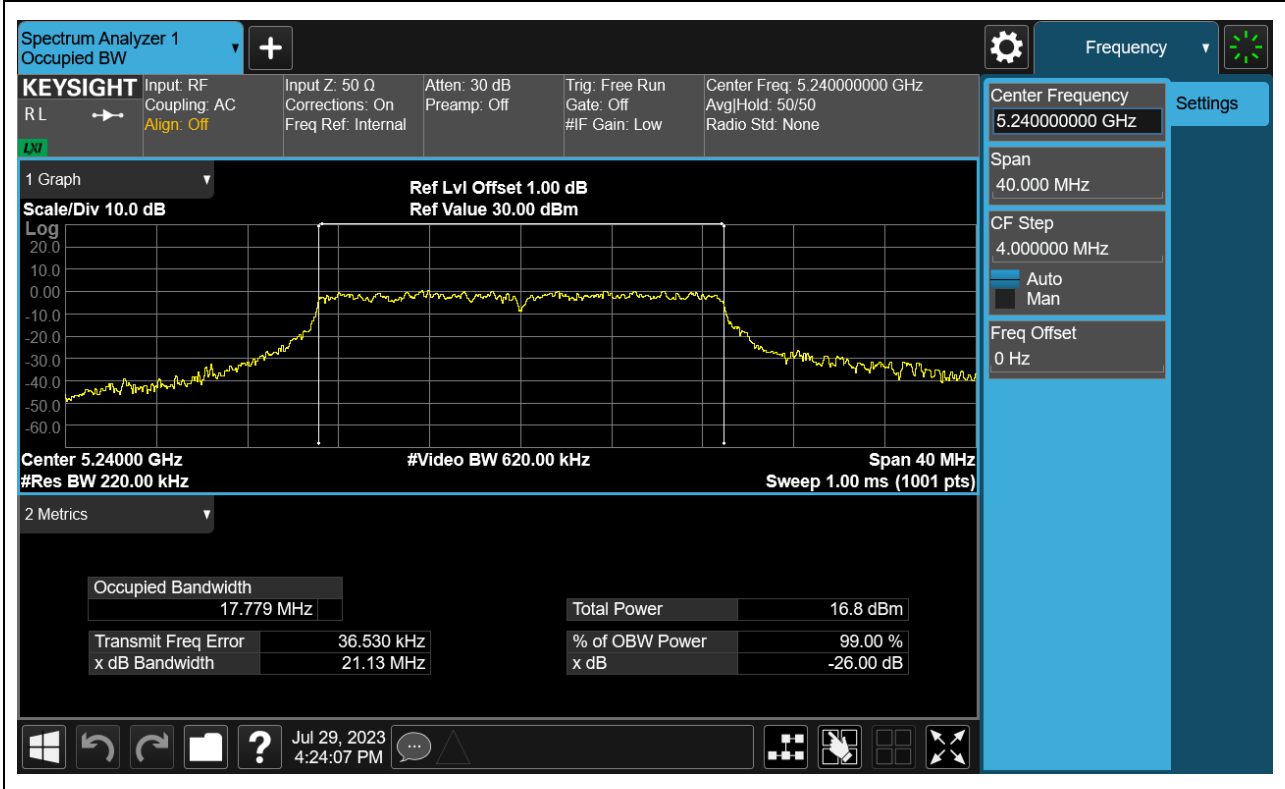 Spectrum Analyzer 1
Occupied BW
Frequency
KEYSIGHT
R L
LXI
Input: RF
Coupling: AC
Align: Off
Input Z: 50 Ω
Corrections: On
Freq Ref: Internal
Atten: 30 dB
Preamp: Off
Trig: Free Run
Gate: Off
#IF Gain: Low
Center Freq: 5.240000000 GHz
Avg|Hold: 50/50
Radio Std: None
Center Frequency
5.240000000 GHz
Settings
Span
40.000 MHz
CF Step
4.000000 MHz
Auto
Man
Freq Offset
0 Hz
1 Graph
Scale/Div 10.0 dB
Ref Lvl Offset 1.00 dB
Ref Value 30.00 dBm
Log
20.0
10.0
0.00
-10.0
-20.0
-30.0
-40.0
-50.0
-60.0
Center 5.24000 GHz
#Video BW 620.00 kHz
Span 40 MHz
#Res BW 220.00 kHz
Sweep 1.00 ms (1001 pts)
2 Metrics
Occupied Bandwidth
17.779 MHz
Total Power 16.8 dBm
Transmit Freq Error 36.530 kHz
% of OBW Power 99.00 %
x dB Bandwidth 21.13 MHz
x dB -26.00 dB
?
Jul 29, 2023
4:24:07 PM